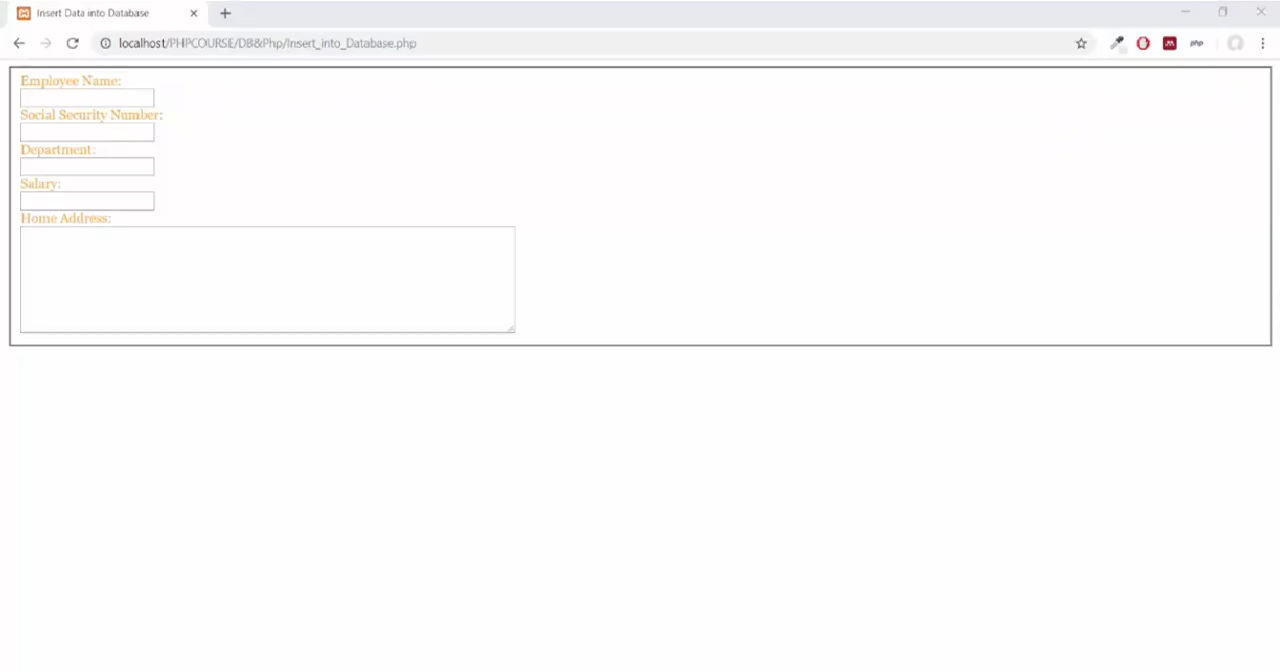 Insert Data into Database
localhost/PHPCOURSE/DB&Php/Insert_into_Database.php
php
Employee Name:
Social Security Number:
Department:
Salary:
Home Address: